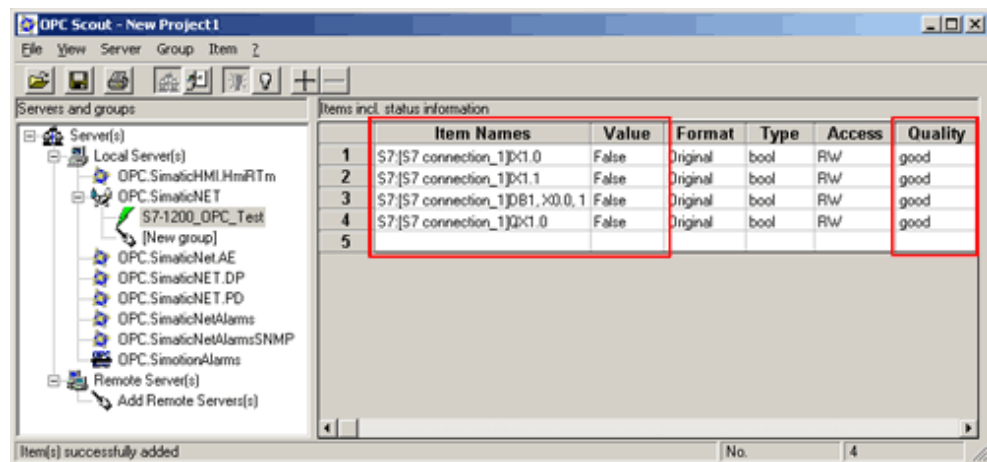 OPC Scout - New Project1
File View Server Group Item ?
Servers and groups
Items incl. status information
Server(s)
Local Server(s)
OPC.SimaticHMI.HmiRTm
OPC.SimaticNET
S7-1200_OPC_Test
[New group]
OPC.SimaticNet.AE
OPC.SimaticNET.DP
OPC.SimaticNET.PD
OPC.SimaticNetAlarms
OPC.SimaticNetAlarmsSNMP
OPC.SimotionAlarms
Remote Server(s)
Add Remote Servers(s)
Item Names Value Format Type Access Quality
1 S7:[S7 connection_1]IX1.0 False Original bool RW good
2 S7:[S7 connection_1]IX1.1 False Original bool RW good
3 S7:[S7 connection_1]DB1, X0.0, 1 False Original bool RW good
4 S7:[S7 connection_1]QX1.0 False Original bool RW good
5
Item(s) successfully added
No. 4